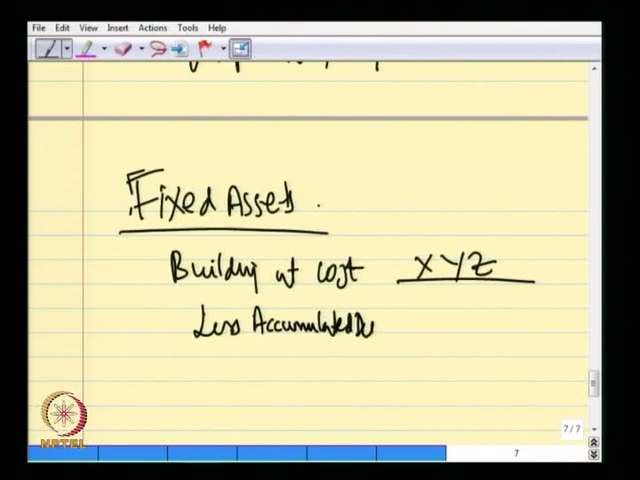 File Edit View Insert Actions Tools Help
Fixed Assets.
Building at cost XYZ
Less Accumulated De
NPTEL
7/7
7